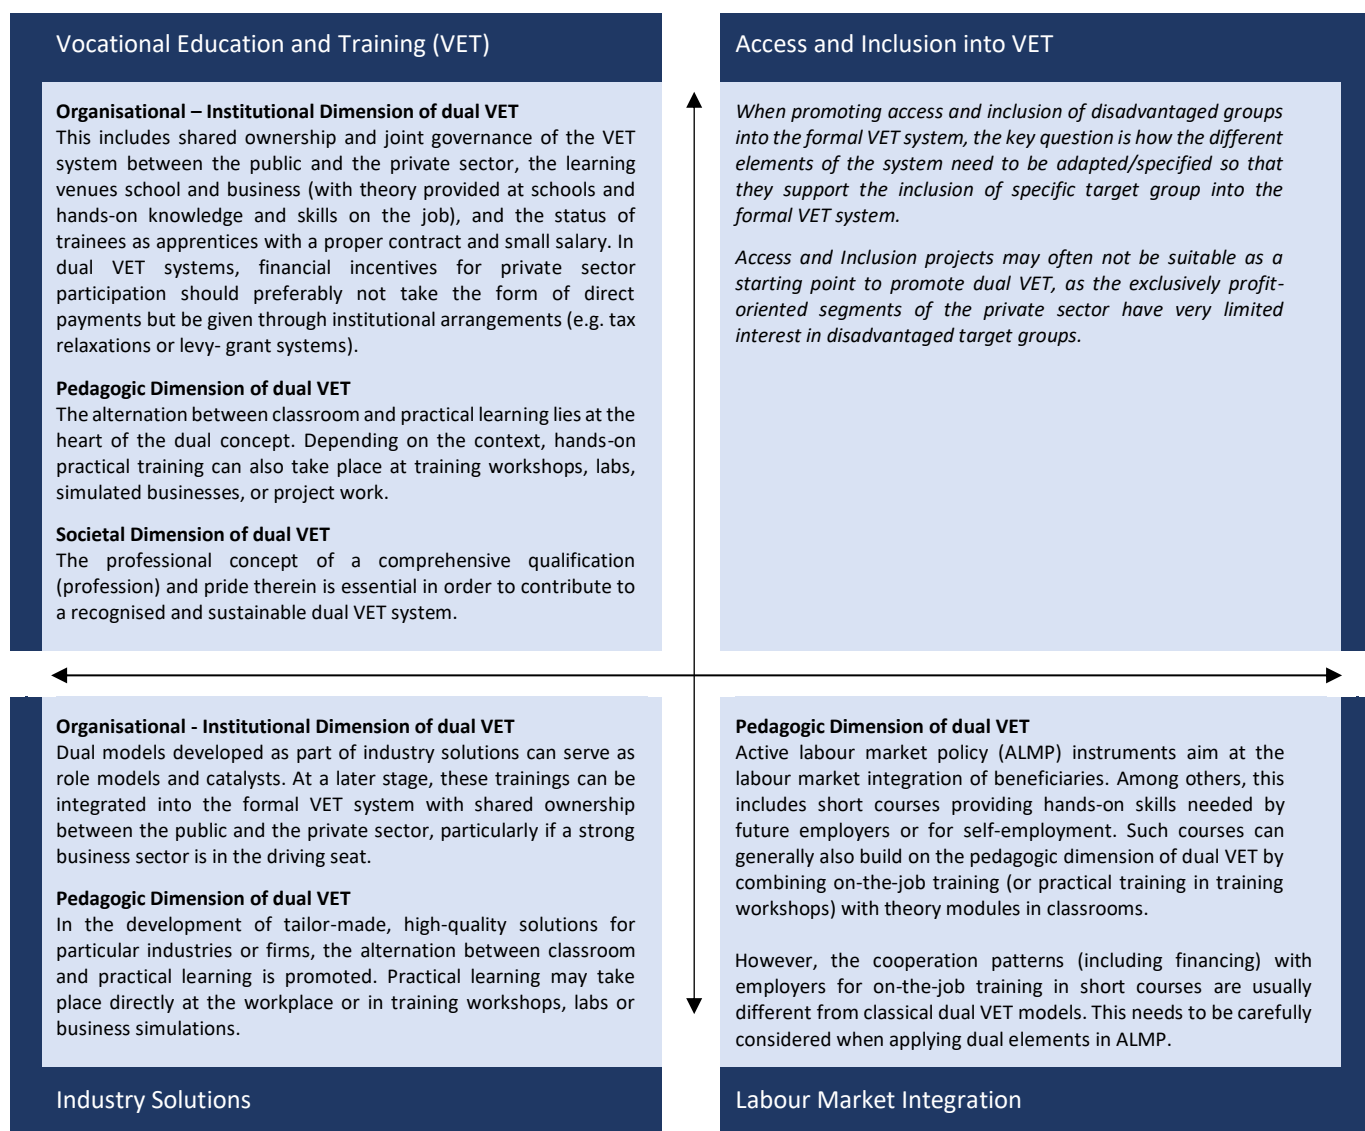 Vocational Education and Training (VET)
Organisational – Institutional Dimension of dual VET
This includes shared ownership and joint governance of the VET
system between the public and the private sector, the learning
venues school and business (with theory provided at schools and
hands-on knowledge and skills on the job), and the status of
trainees as apprentices with a proper contract and small salary. In
dual VET systems, financial incentives for private sector
participation should preferably not take the form of direct
payments but be given through institutional arrangements (e.g. tax
relaxations or levy- grant systems).
Pedagogic Dimension of dual VET
The alternation between classroom and practical learning lies at the
heart of the dual concept. Depending on the context, hands-on
practical training can also take place at training workshops, labs,
simulated businesses, or project work.
Societal Dimension of dual VET
The professional concept of a comprehensive qualification
(profession) and pride therein is essential in order to contribute to
a recognised and sustainable dual VET system.
Access and Inclusion into VET
When promoting access and inclusion of disadvantaged groups
into the formal VET system, the key question is how the different
elements of the system need to be adapted/specified so that
they support the inclusion of specific target group into the
formal VET system.
Access and Inclusion projects may often not be suitable as a
starting point to promote dual VET, as the exclusively profit-
oriented segments of the private sector have very limited
interest in disadvantaged target groups.
Organisational - Institutional Dimension of dual VET
Dual models developed as part of industry solutions can serve as
role models and catalysts. At a later stage, these trainings can be
integrated into the formal VET system with shared ownership
between the public and the private sector, particularly if a strong
business sector is in the driving seat.
Pedagogic Dimension of dual VET
In the development of tailor-made, high-quality solutions for
particular industries or firms, the alternation between classroom
and practical learning is promoted. Practical learning may take
place directly at the workplace or in training workshops, labs or
business simulations.
Industry Solutions
Pedagogic Dimension of dual VET
Active labour market policy (ALMP) instruments aim at the
labour market integration of beneficiaries. Among others, this
includes short courses providing hands-on skills needed by
future employers or for self-employment. Such courses can
generally also build on the pedagogic dimension of dual VET by
combining on-the-job training (or practical training in training
workshops) with theory modules in classrooms.
However, the cooperation patterns (including financing) with
employers for on-the-job training in short courses are usually
different from classical dual VET models. This needs to be carefully
considered when applying dual elements in ALMP.
Labour Market Integration